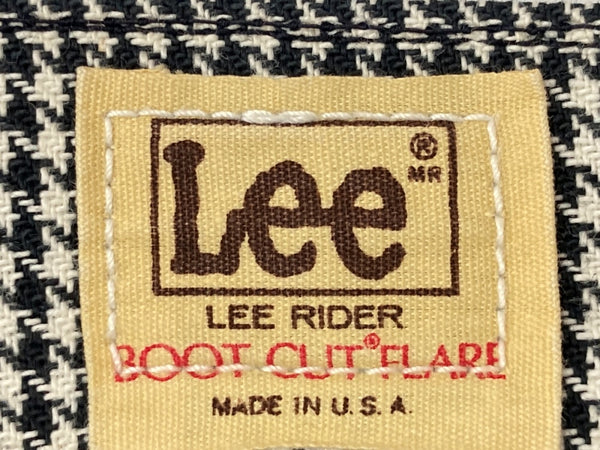 Lee ® MR
LEE RIDER
BOOT CUT® FLARE
MADE IN U.S.A.